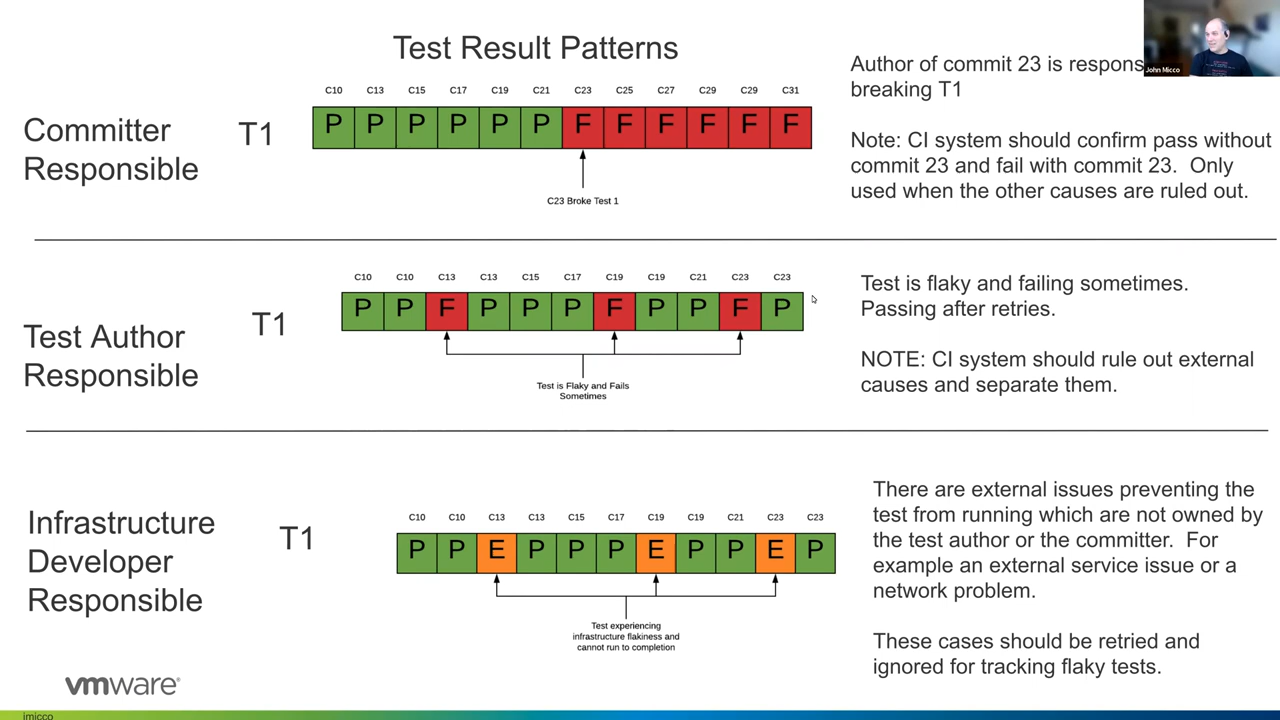 Test Result Patterns
John Micco
Committer
Responsible
T1
C10 C13 C15 C17 C19 C21 C23 C25 C27 C29 C29 C31
P P P P P P F F F F F F
C23 Broke Test 1
Author of commit 23 is
breaking T1
Note: CI system should confirm pass without
commit 23 and fail with commit 23. Only
used when the other causes are ruled out.
Test Author
Responsible
T1
C10 C10 C13 C13 C15 C17 C19 C19 C21 C23 C23
P P F P P P F P P F P
Test is Flaky and Fails
Sometimes
Test is flaky and failing sometimes.
Passing after retries.
NOTE: CI system should rule out external
causes and separate them.
Infrastructure
Developer
Responsible
T1
C10 C10 C13 C13 C15 C17 C19 C19 C21 C23 C23
P P E P P P E P P E P
Test experiencing
infrastructure flakiness and
cannot run to completion
There are external issues preventing the
test from running which are not owned by
the test author or the committer. For
example an external service issue or a
network problem.
These cases should be retried and
ignored for tracking flaky tests.
vmware®
jmicco